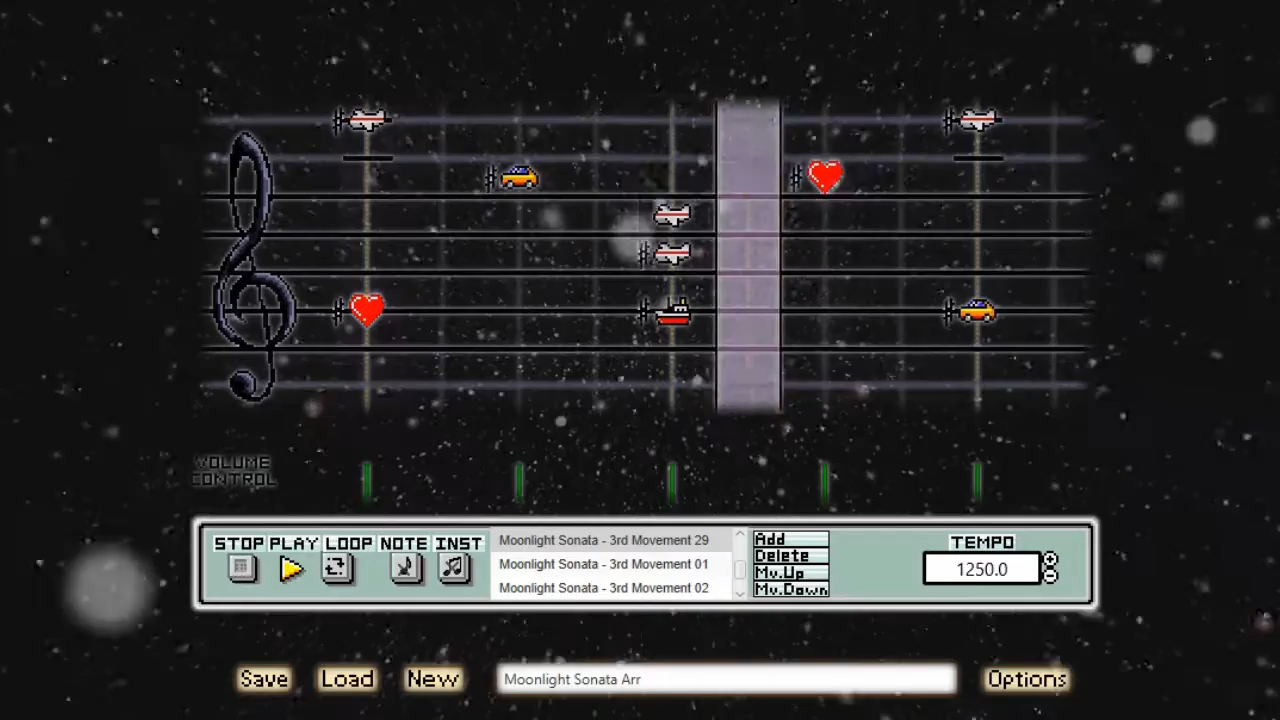 VOLUME
CONTROL
STOP PLAY LOOP NOTE INST
Moonlight Sonata - 3rd Movement 29
Moonlight Sonata - 3rd Movement 01
Moonlight Sonata - 3rd Movement 02
Add
Delete
Mv.Up
Mv.Down
TEMPO
1250.0
Save Load New Moonlight Sonata Arr Options